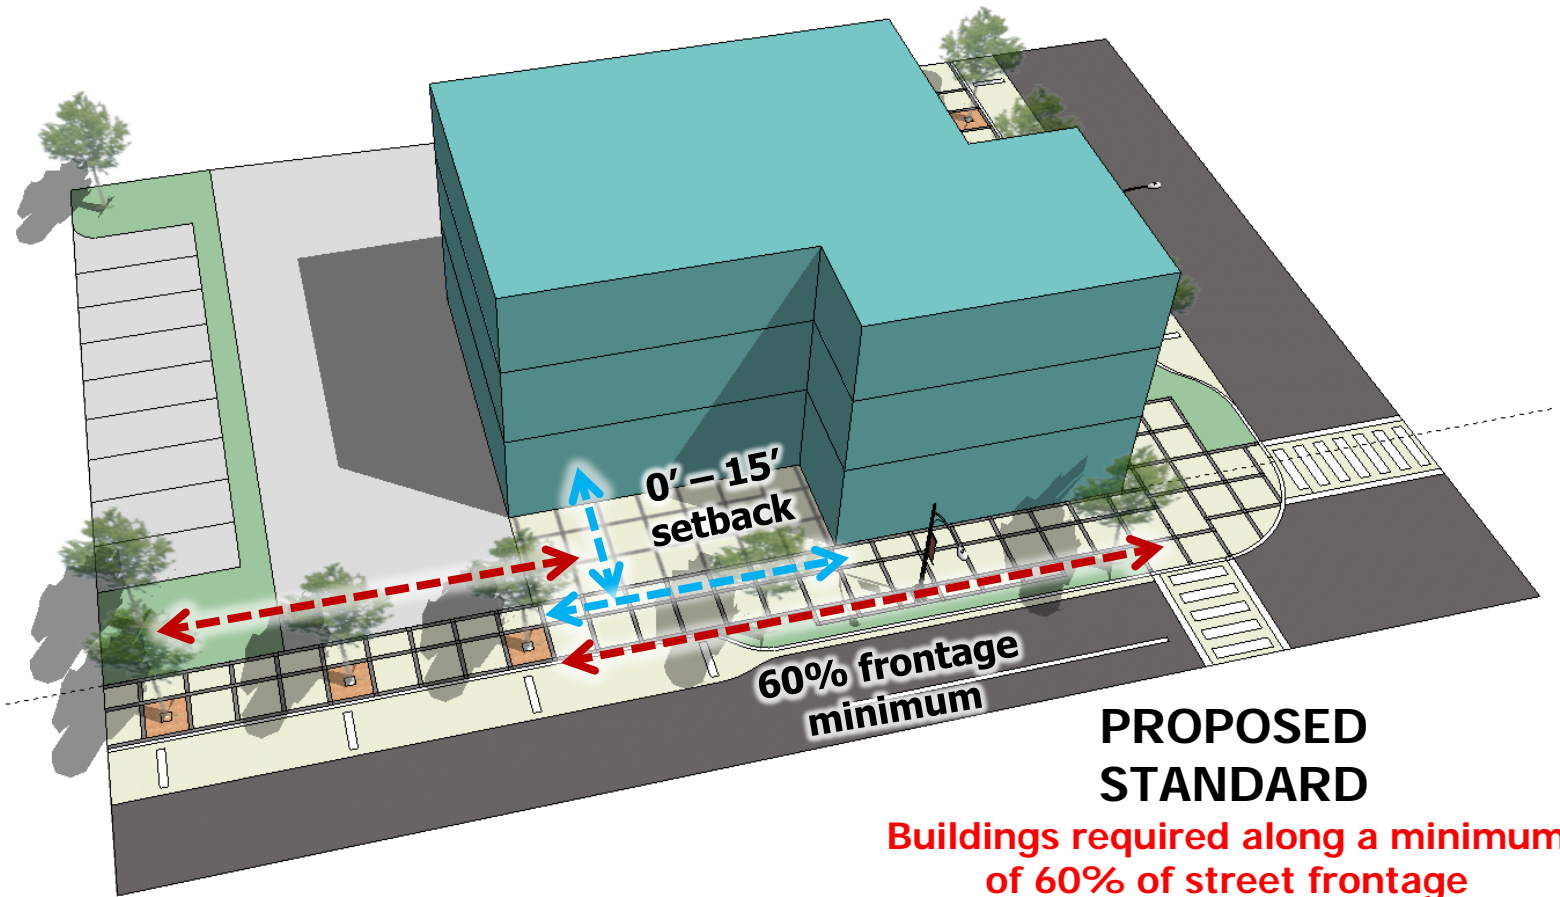 0’ – 15’
setback
60% frontage
minimum
PROPOSED
STANDARD
Buildings required along a minimum
of 60% of street frontage